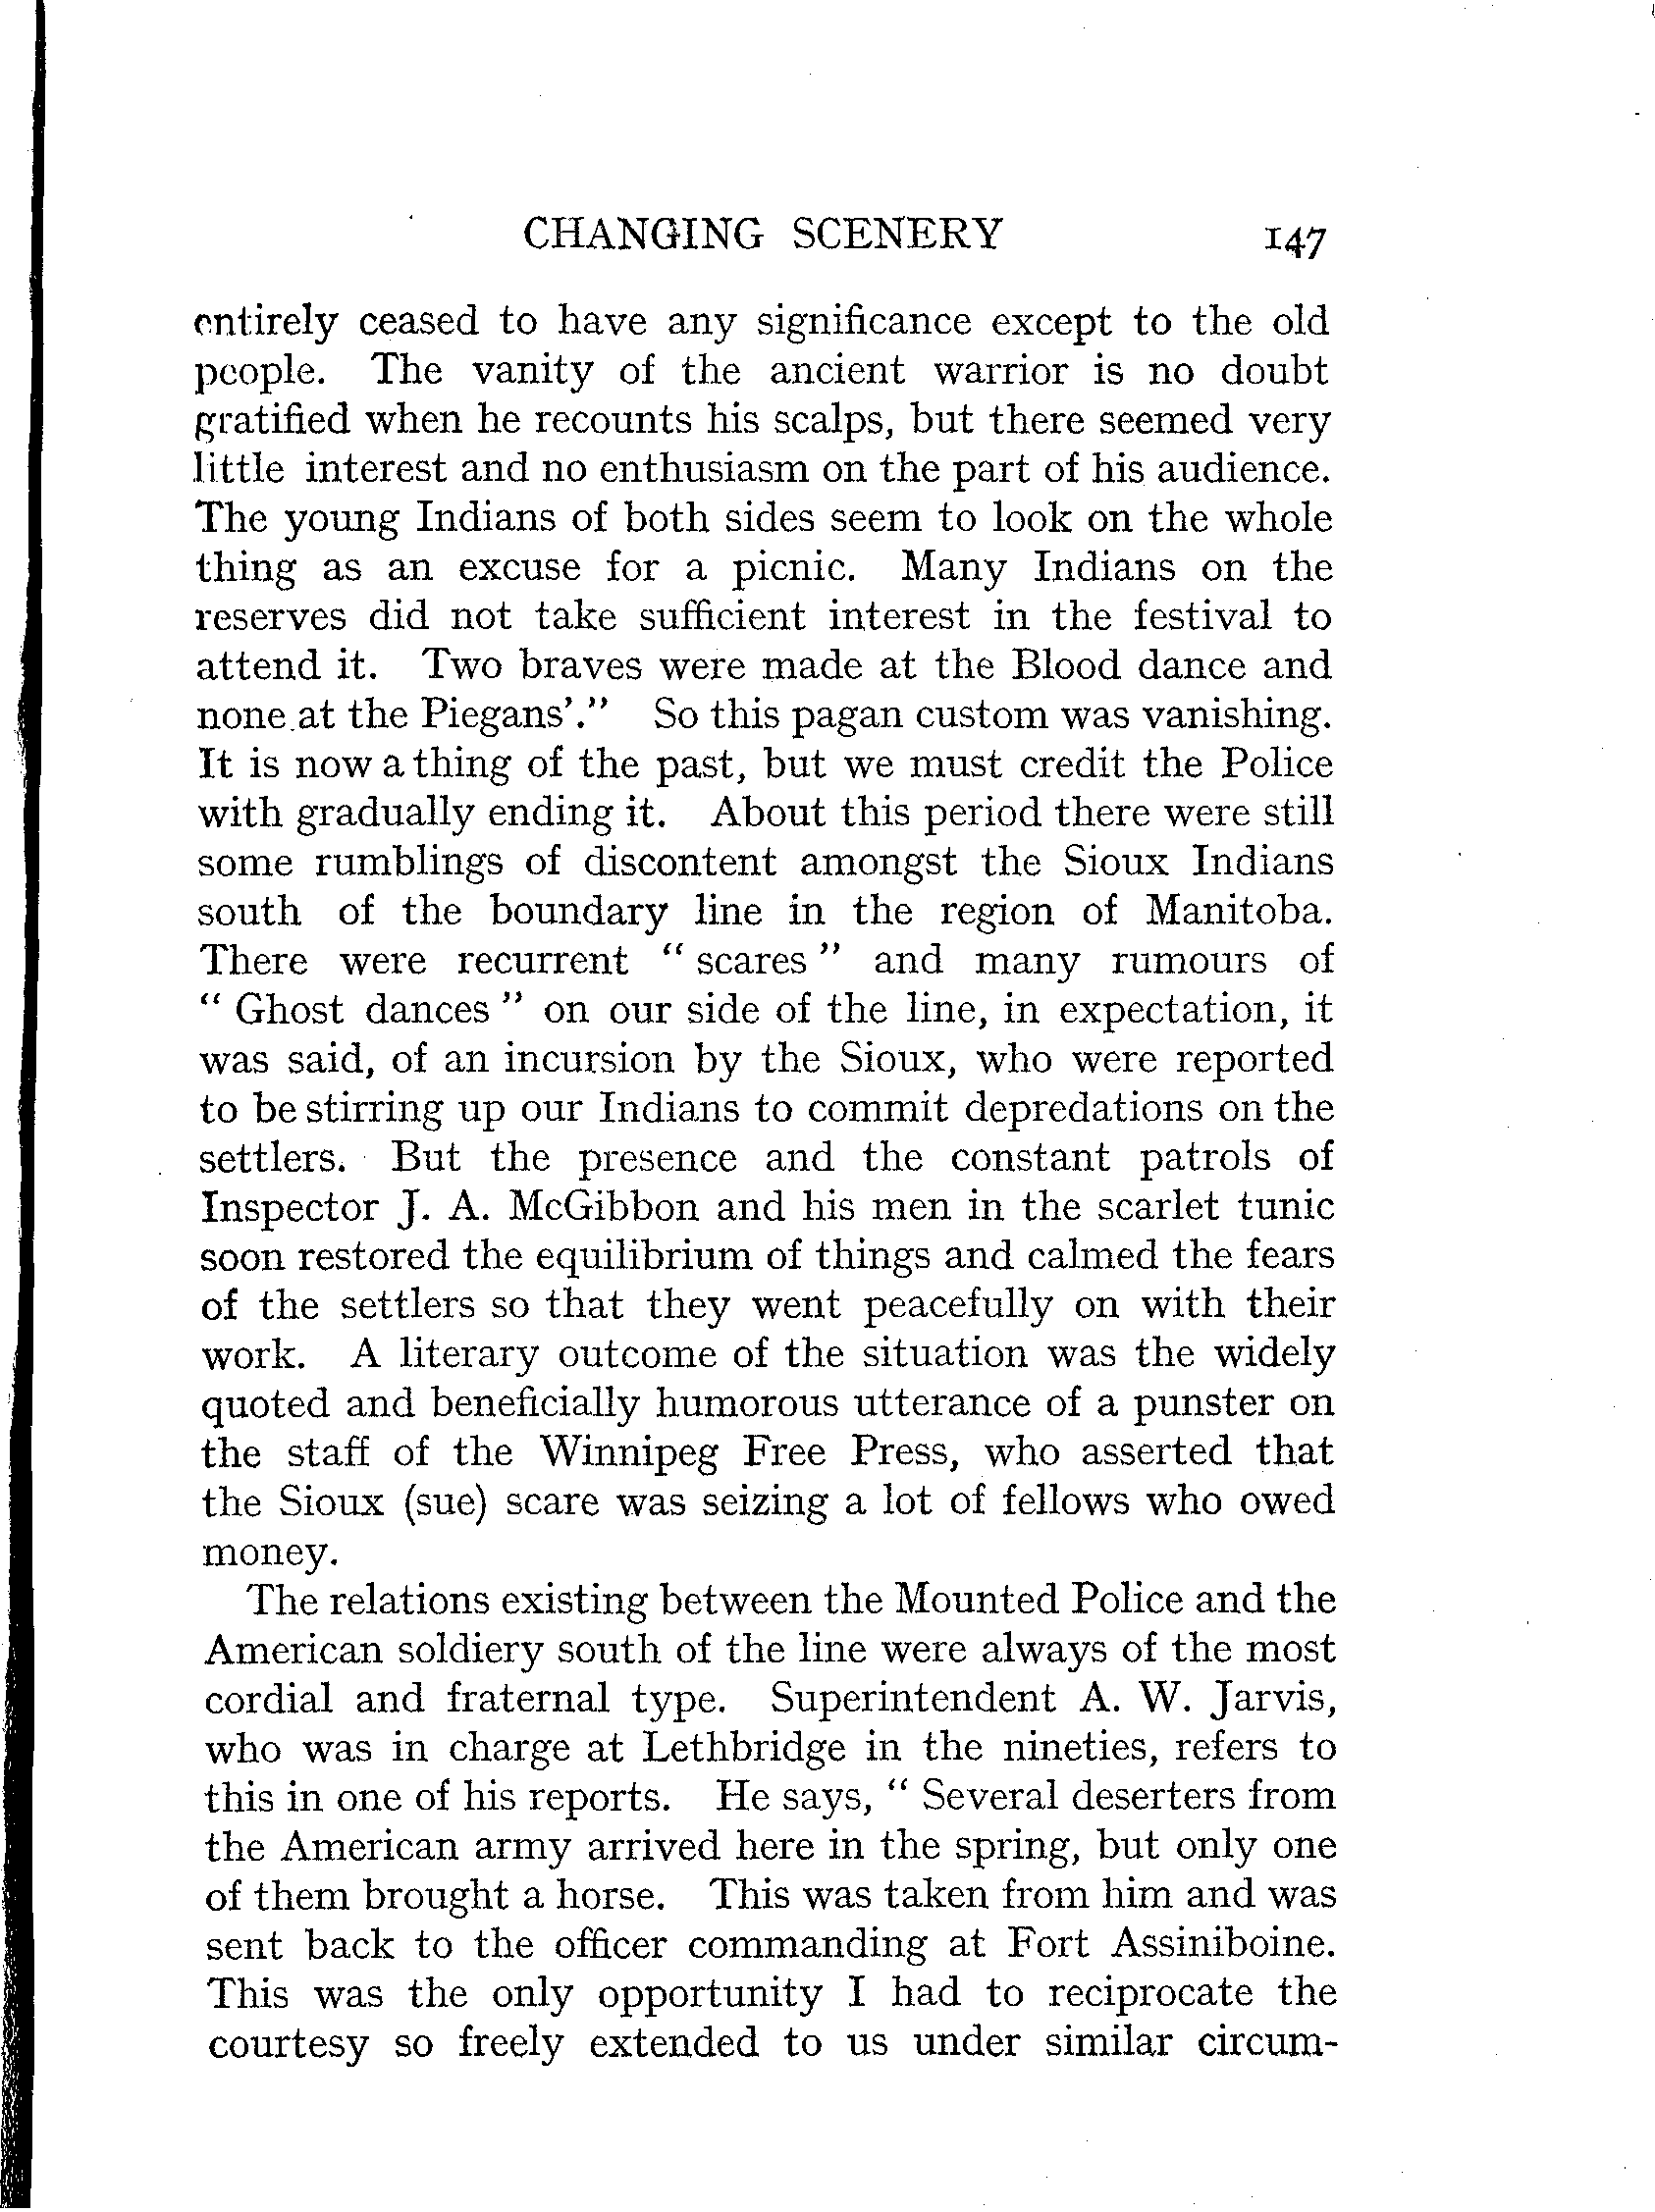 CHANGING SCENERY 147
entirely ceased to have any significance except to the old
people. The vanity of the ancient warrior is no doubt
gratified when he recounts his scalps, but there seemed very
little interest and no enthusiasm on the part of his audience.
The young Indians of both sides seem to look on the whole
thing as an excuse for a picnic. Many Indians on the
reserves did not take sufficient interest in the festival to
attend it. Two braves were made at the Blood dance and
none at the Piegans'." So this pagan custom was vanishing.
It is now a thing of the past, but we must credit the Police
with gradually ending it. About this period there were still
some rumblings of discontent amongst the Sioux Indians
south of the boundary line in the region of Manitoba.
There were recurrent " scares " and many rumours of
" Ghost dances " on our side of the line, in expectation, it
was said, of an incursion by the Sioux, who were reported
to be stirring up our Indians to commit depredations on the
settlers. But the presence and the constant patrols of
Inspector J. A. McGibbon and his men in the scarlet tunic
soon restored the equilibrium of things and calmed the fears
of the settlers so that they went peacefully on with their
work. A literary outcome of the situation was the widely
quoted and beneficially humorous utterance of a punster on
the staff of the Winnipeg Free Press, who asserted that
the Sioux (sue) scare was seizing a lot of fellows who owed
money.
The relations existing between the Mounted Police and the
American soldiery south of the line were always of the most
cordial and fraternal type. Superintendent A. W. Jarvis,
who was in charge at Lethbridge in the nineties, refers to
this in one of his reports. He says, " Several deserters from
the American army arrived here in the spring, but only one
of them brought a horse. This was taken from him and was
sent back to the officer commanding at Fort Assiniboine.
This was the only opportunity I had to reciprocate the
courtesy so freely extended to us under similar circum-